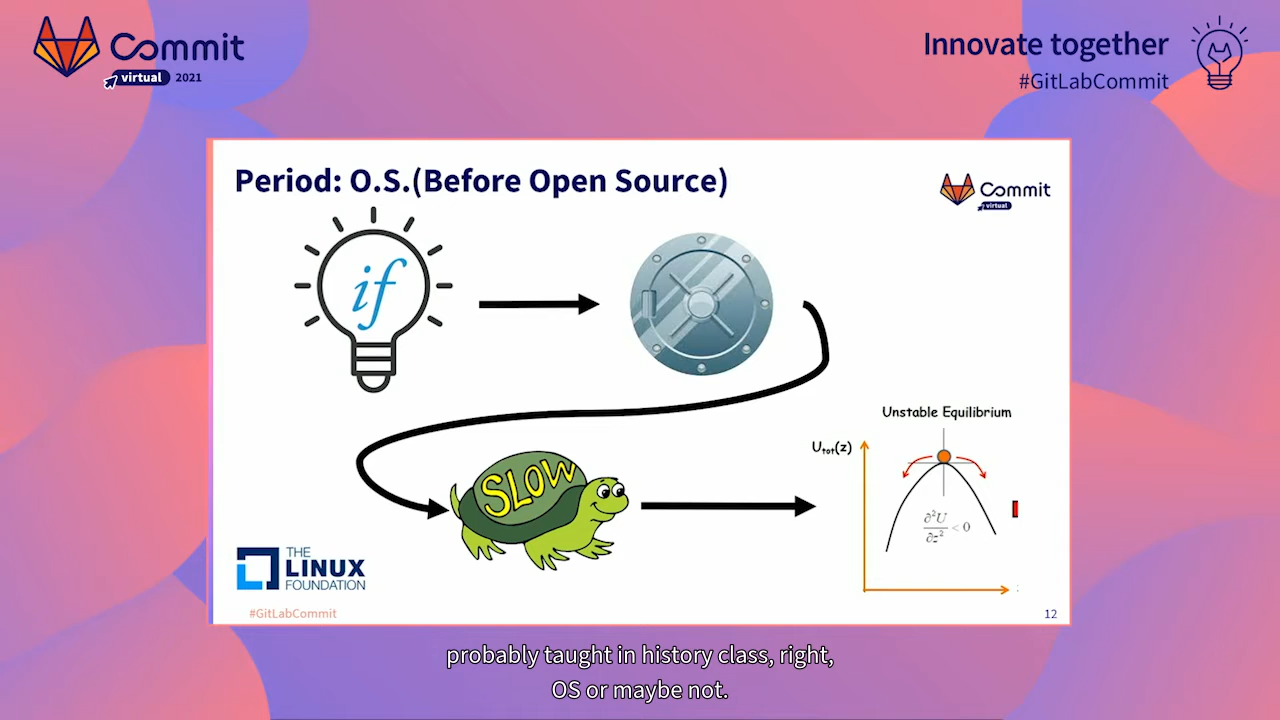 Commit
virtual 2021
Innovate together
#GitLabCommit
Period: O.S.(Before Open Source)
Commit
virtual
if
Unstable Equilibrium
Utot(z)
SLOW
∂²U/∂z² < 0
THE
LINUX
FOUNDATION
#GitLabCommit
12
probably taught in history class, right,
OS or maybe not.